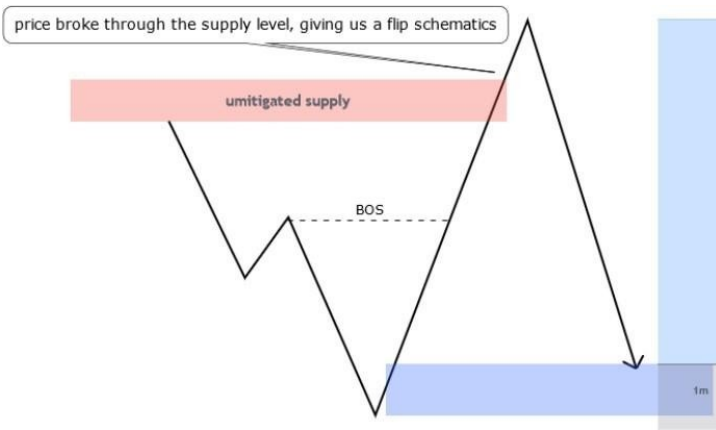 price broke through the supply level, giving us a flip schematics
umitigated supply
BOS
1m